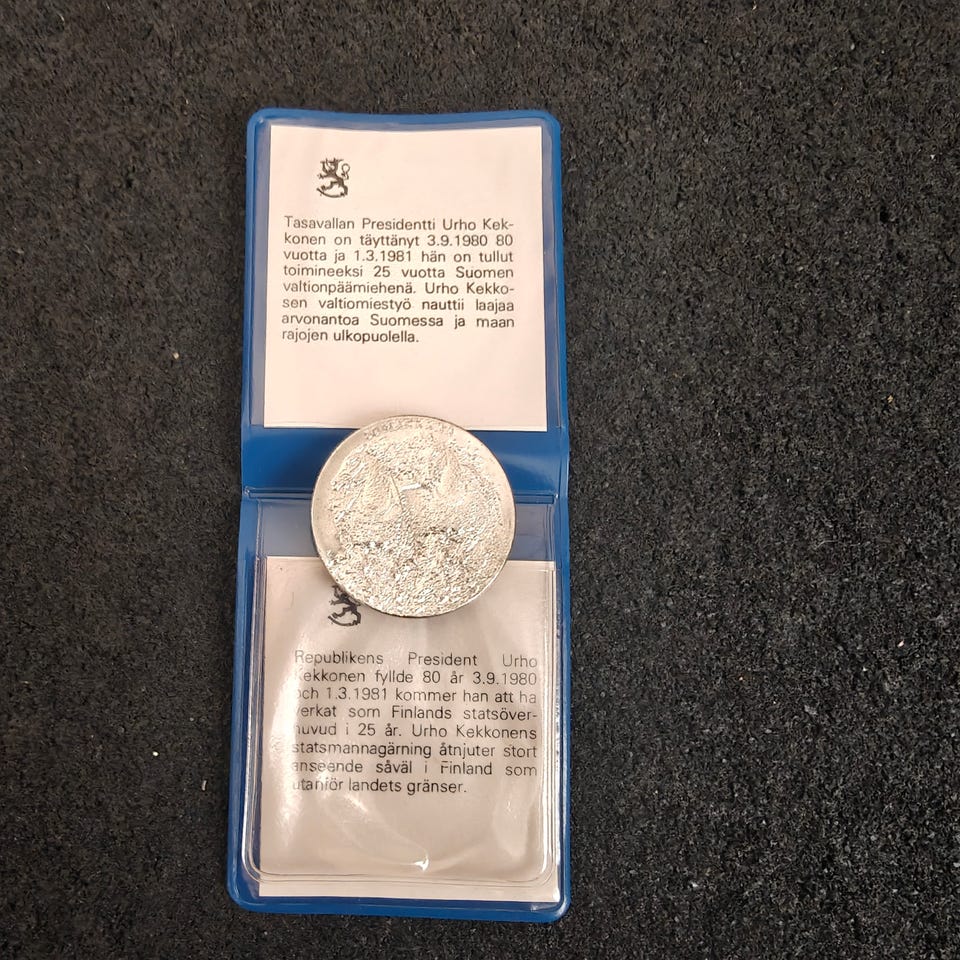 Tasavallan Presidentti Urho Kek-
konen on täyttänyt 3.9.1980 80
vuotta ja 1.3.1981 hän on tullut
toimineeksi 25 vuotta Suomen
valtionpäämiehenä. Urho Kekko-
sen valtiomiestyö nauttii laajaa
arvonantoa Suomessa ja maan
rajojen ulkopuolella.
Republikens President Urho
Kekkonen fyllde 80 år 3.9.1980
och 1.3.1981 kommer han att ha
verkat som Finlands statsöver-
huvud i 25 år. Urho Kekkonens
statsmannagärning åtnjuter stort
anseende såväl i Finland som
utanför landets gränser.